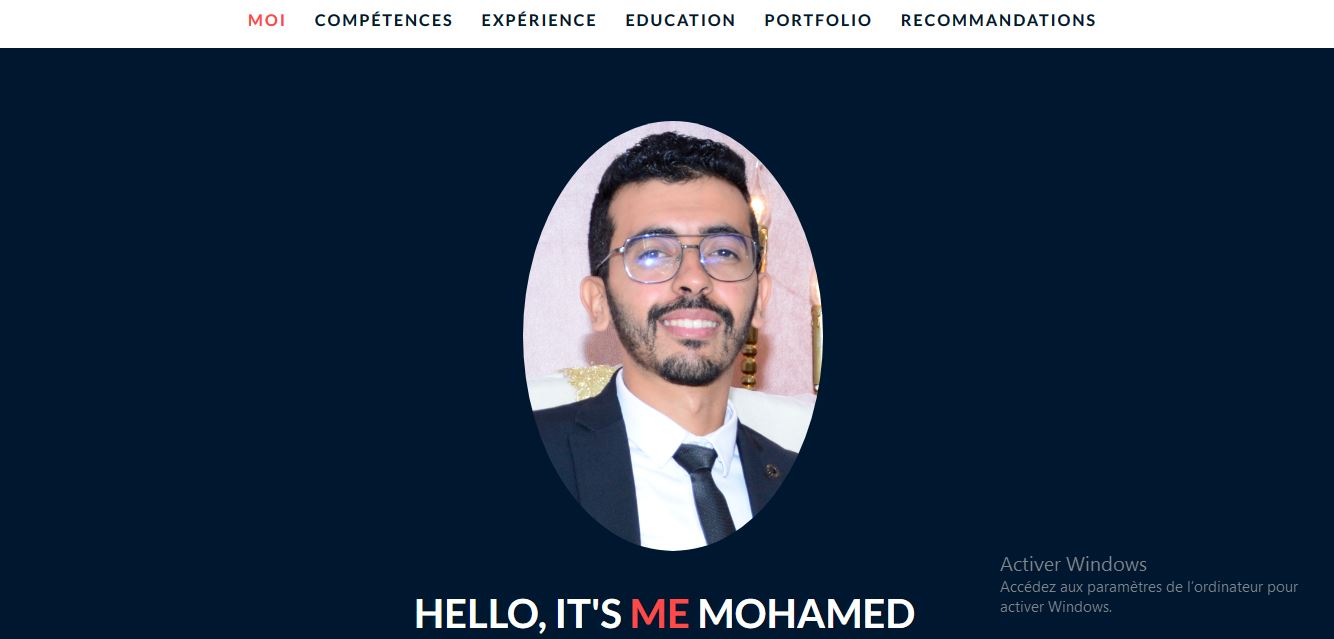 MOI COMPÉTENCES EXPÉRIENCE EDUCATION PORTFOLIO RECOMMANDATIONS
Activer Windows
Accédez aux paramètres de l'ordinateur pour
activer Windows.
HELLO, IT'S ME MOHAMED